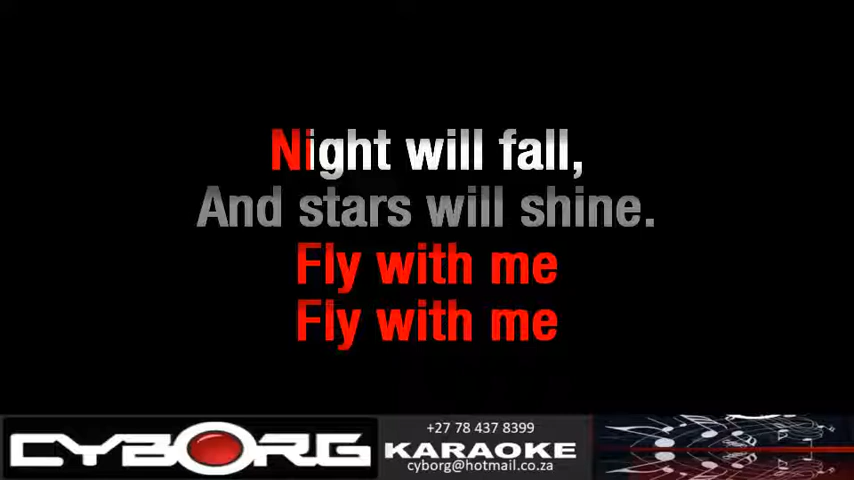 Night will fall,
And stars will shine.
Fly with me
Fly with me
CYBORG
+27 78 437 8399
KARAOKE
cyborg@hotmail.co.za